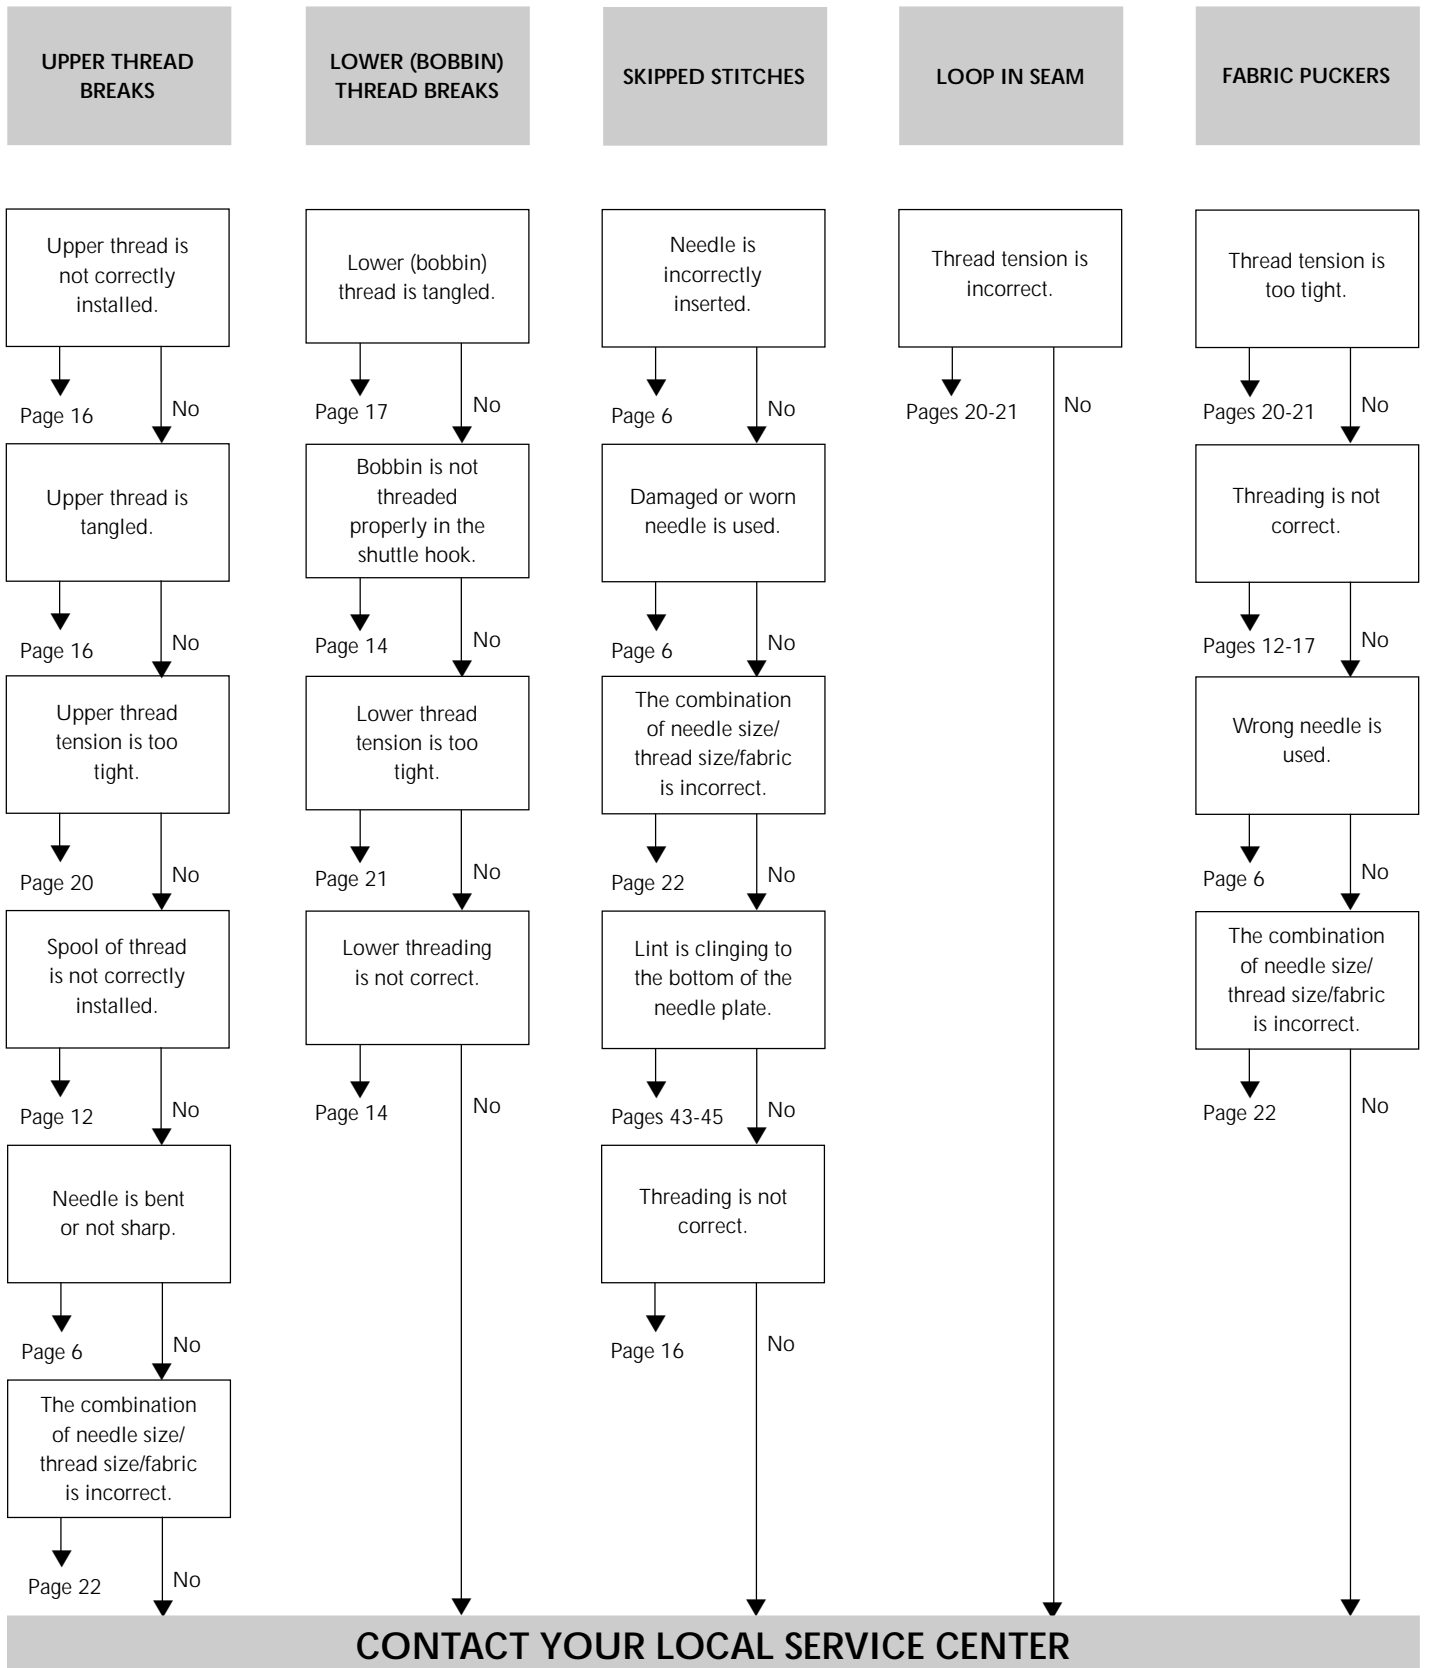 UPPER THREAD
BREAKS
LOWER (BOBBIN)
THREAD BREAKS
SKIPPED STITCHES
LOOP IN SEAM
FABRIC PUCKERS
Upper thread is
not correctly
installed.
Page 16
No
Upper thread is
tangled.
Page 16
No
Upper thread
tension is too
tight.
Page 20
No
Spool of thread
is not correctly
installed.
Page 12
No
Needle is bent
or not sharp.
Page 6
No
The combination
of needle size/
thread size/fabric
is incorrect.
Page 22
No
Lower (bobbin)
thread is tangled.
Page 17
No
Bobbin is not
threaded
properly in the
shuttle hook.
Page 14
No
Lower thread
tension is too
tight.
Page 21
No
Lower threading
is not correct.
Page 14
No
Needle is
incorrectly
inserted.
Page 6
No
Damaged or worn
needle is used.
Page 6
No
The combination
of needle size/
thread size/fabric
is incorrect.
Page 22
No
Lint is clinging to
the bottom of the
needle plate.
Pages 43-45
No
Threading is not
correct.
Page 16
No
Thread tension is
incorrect.
Pages 20-21
No
Thread tension is
too tight.
Pages 20-21
No
Threading is not
correct.
Pages 12-17
No
Wrong needle is
used.
Page 6
No
The combination
of needle size/
thread size/fabric
is incorrect.
Page 22
No
CONTACT YOUR LOCAL SERVICE CENTER